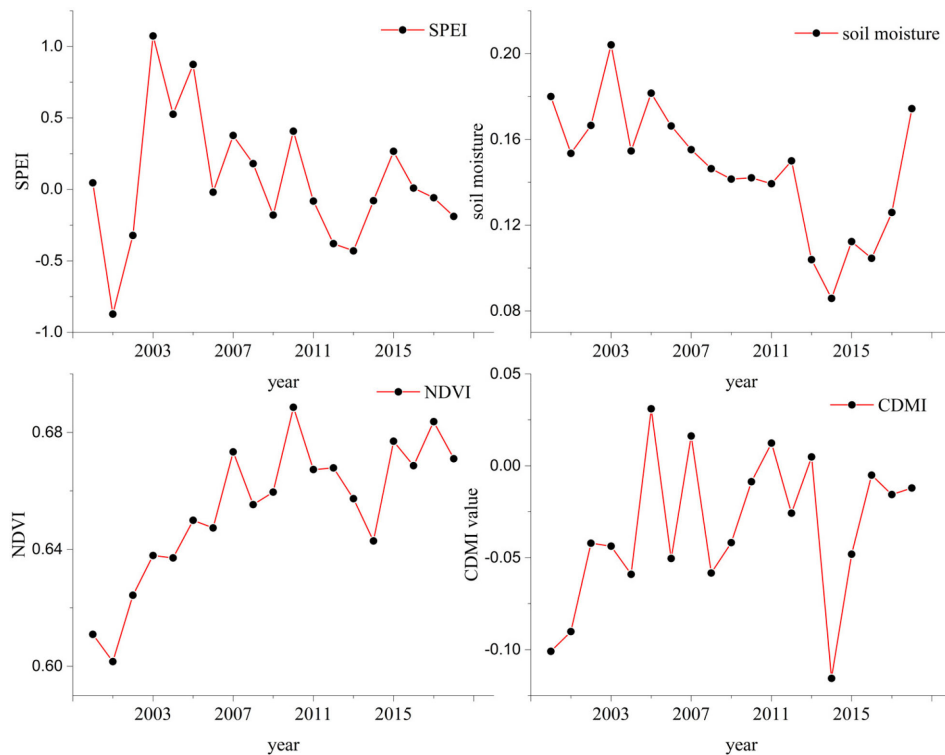 SPEI
1.0
0.5
0.0
-0.5
-1.0
SPEI
2003 2007 2011 2015
year
soil moisture
0.20
0.16
0.12
0.08
soil moisture
2003 2007 2011 2015
year
NDVI
0.68
0.64
0.60
NDVI
2003 2007 2011 2015
year
CDMI
0.05
0.00
-0.05
-0.10
CDMI value
2003 2007 2011 2015
year